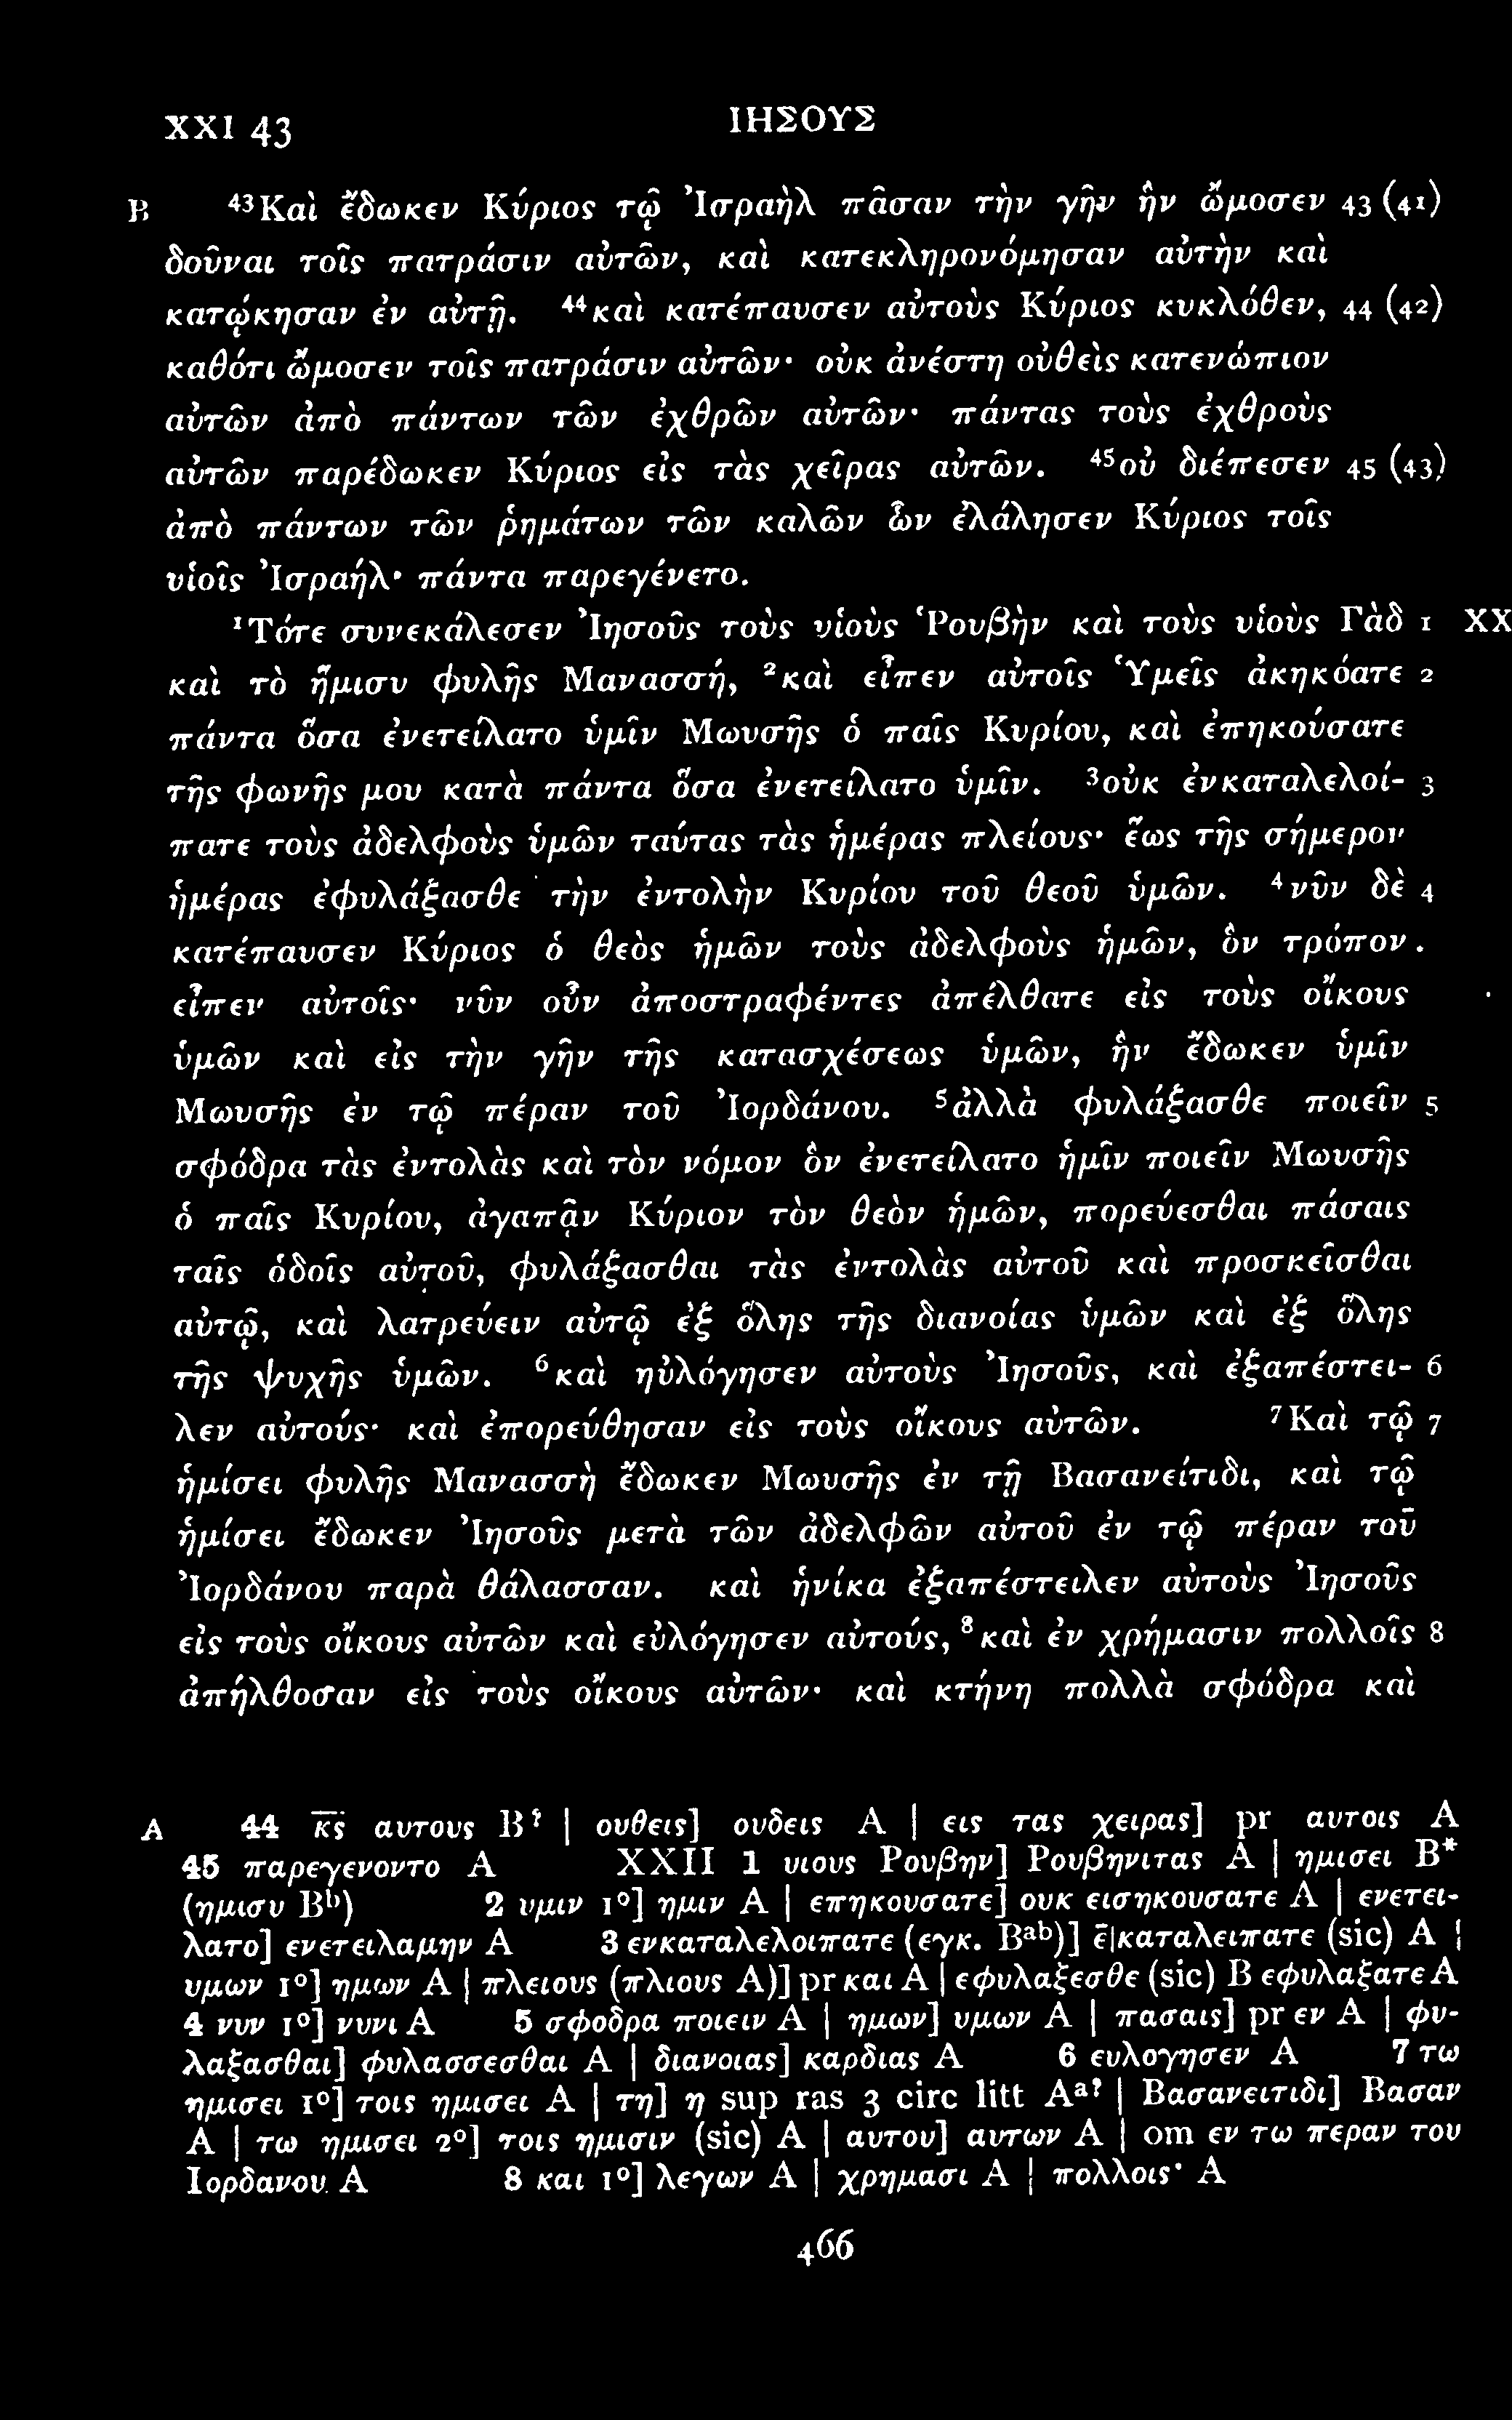 XXI 43 ΙΗΣΟΥΣ
B ⁴³Καὶ ἔδωκεν Κύριος τῷ Ἰσραὴλ πᾶσαν τὴν γῆν ἣν ὤμοσεν 43 (41)
δοῦναι τοῖς πατράσιν αὐτῶν, καὶ κατεκληρονόμησαν αὐτὴν καὶ
κατῴκησαν ἐν αὐτῇ. ⁴⁴καὶ κατέπαυσεν αὐτοὺς Κύριος κυκλόθεν, 44 (42)
καθότι ὤμοσεν τοῖς πατράσιν αὐτῶν· οὐκ ἀνέστη οὐθεὶς κατενώπιον
αὐτῶν ἀπὸ πάντων τῶν ἐχθρῶν αὐτῶν· πάντας τοὺς ἐχθροὺς
αὐτῶν παρέδωκεν Κύριος εἰς τὰς χεῖρας αὐτῶν. ⁴⁵οὐ διέπεσεν 45 (43)
ἀπὸ πάντων τῶν ῥημάτων τῶν καλῶν ὧν ἐλάλησεν Κύριος τοῖς
υἱοῖς Ἰσραήλ· πάντα παρεγένετο.
¹Τότε συνεκάλεσεν Ἰησοῦς τοὺς υἱοὺς Ῥουβὴν καὶ τοὺς υἱοὺς Γὰδ 1 XX
καὶ τὸ ἥμισυ φυλῆς Μανασσή, ²καὶ εἶπεν αὐτοῖς Ὑμεῖς ἀκηκόατε 2
πάντα ὅσα ἐνετείλατο ὑμῖν Μωυσῆς ὁ παῖς Κυρίου, καὶ ἐπηκούσατε
τῆς φωνῆς μου κατὰ πάντα ὅσα ἐνετείλατο ὑμῖν. ³οὐκ ἐνκαταλελοί- 3
πατε τοὺς ἀδελφοὺς ὑμῶν ταύτας τὰς ἡμέρας πλείους· ἕως τῆς σήμερον
ἡμέρας ἐφυλάξασθε τὴν ἐντολὴν Κυρίου τοῦ θεοῦ ὑμῶν. ⁴νῦν δὲ 4
κατέπαυσεν Κύριος ὁ θεὸς ἡμῶν τοὺς ἀδελφοὺς ἡμῶν, ὃν τρόπον.
εἶπεν αὐτοῖς· νῦν οὖν ἀποστραφέντες ἀπέλθατε εἰς τοὺς οἴκους
ὑμῶν καὶ εἰς τὴν γῆν τῆς κατασχέσεως ὑμῶν, ἣν ἔδωκεν ὑμῖν
Μωυσῆς ἐν τῷ πέραν τοῦ Ἰορδάνου. ⁵ἀλλὰ φυλάξασθε ποιεῖν 5
σφόδρα τὰς ἐντολὰς καὶ τὸν νόμον ὃν ἐνετείλατο ἡμῖν ποιεῖν Μωυσῆς
ὁ παῖς Κυρίου, ἀγαπᾷν Κύριον τὸν θεὸν ἡμῶν, πορεύεσθαι πάσαις
ταῖς ὁδοῖς αὐτοῦ, φυλάξασθαι τὰς ἐντολὰς αὐτοῦ καὶ προσκεῖσθαι
αὐτῷ, καὶ λατρεύειν αὐτῷ ἐξ ὅλης τῆς διανοίας ὑμῶν καὶ ἐξ ὅλης
τῆς ψυχῆς ὑμῶν. ⁶καὶ ηὐλόγησεν αὐτοὺς Ἰησοῦς, καὶ ἐξαπέστει- 6
λεν αὐτούς· καὶ ἐπορεύθησαν εἰς τοὺς οἴκους αὐτῶν. ⁷Καὶ τῷ 7
ἡμίσει φυλῆς Μανασσὴ ἔδωκεν Μωυσῆς ἐν τῇ Βασανείτιδι, καὶ τῷ
ἡμίσει ἔδωκεν Ἰησοῦς μετὰ τῶν ἀδελφῶν αὐτοῦ ἐν τῷ πέραν τοῦ
Ἰορδάνου παρὰ θάλασσαν. καὶ ἡνίκα ἐξαπέστειλεν αὐτοὺς Ἰησοῦς
εἰς τοὺς οἴκους αὐτῶν καὶ εὐλόγησεν αὐτούς, ⁸καὶ ἐν χρήμασιν πολλοῖς 8
ἀπήλθοσαν εἰς τοὺς οἴκους αὐτῶν· καὶ κτήνη πολλὰ σφόδρα καὶ
A 44 κ̅ς̅ αυτους B? | ουθεις] ουδεις A | εις τας χειρας] pr αυτοις A
45 παρεγενοντο A XXII 1 υιους Ρουβην] Ρουβηνιτας A | ημισει B*
(ημισυ Bᵇ) 2 υμιν 1°] ημιν A | επηκουσατε] ουκ εισηκουσατε A | ενετει-
λατο] ενετειλαμην A 3 ενκαταλελοιπατε (εγκ. Bᵃᵇ)] ε̅|καταλειπατε (sic) A |
υμων 1°] ημων A | πλειους (πλιους A)] pr και A | εφυλαξεσθε (sic) B εφυλαξατε A
4 νυν 1°] νυνι A 5 σφοδρα ποιειν A | ημων] υμων A | πασαις] pr εν A | φυ-
λαξασθαι] φυλασσεσθαι A | διανοιας] καρδιας A 6 ευλογησεν A 7 τω
ημισει 1°] τοις ημισει A | τη] η sup ras 3 circ litt Aᵃ? | Βασανειτιδι] Βασαν
A | τω ημισει 2°] τοις ημισιν (sic) A | αυτου] αυτων A | om εν τω περαν του
Ιορδανου A 8 και 1°] λεγων A | χρημασι A | πολλοις· A
466